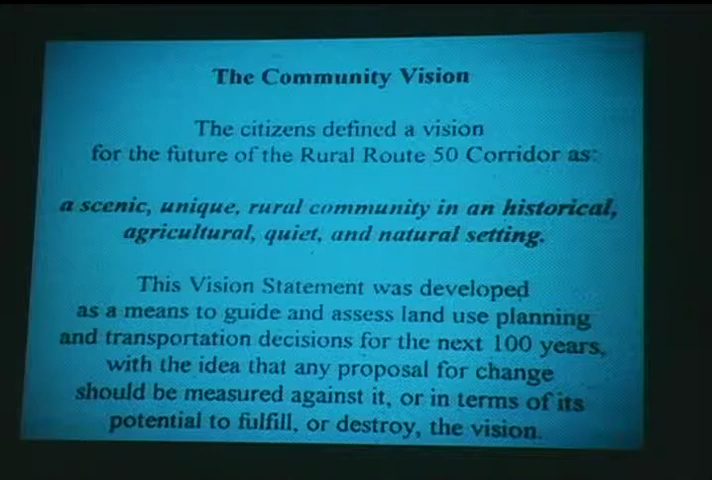 The Community Vision
The citizens defined a vision
for the future of the Rural Route 50 Corridor as:
a scenic, unique, rural community in an historical,
agricultural, quiet, and natural setting.
This Vision Statement was developed
as a means to guide and assess land use planning
and transportation decisions for the next 100 years,
with the idea that any proposal for change
should be measured against it, or in terms of its
potential to fulfill, or destroy, the vision.